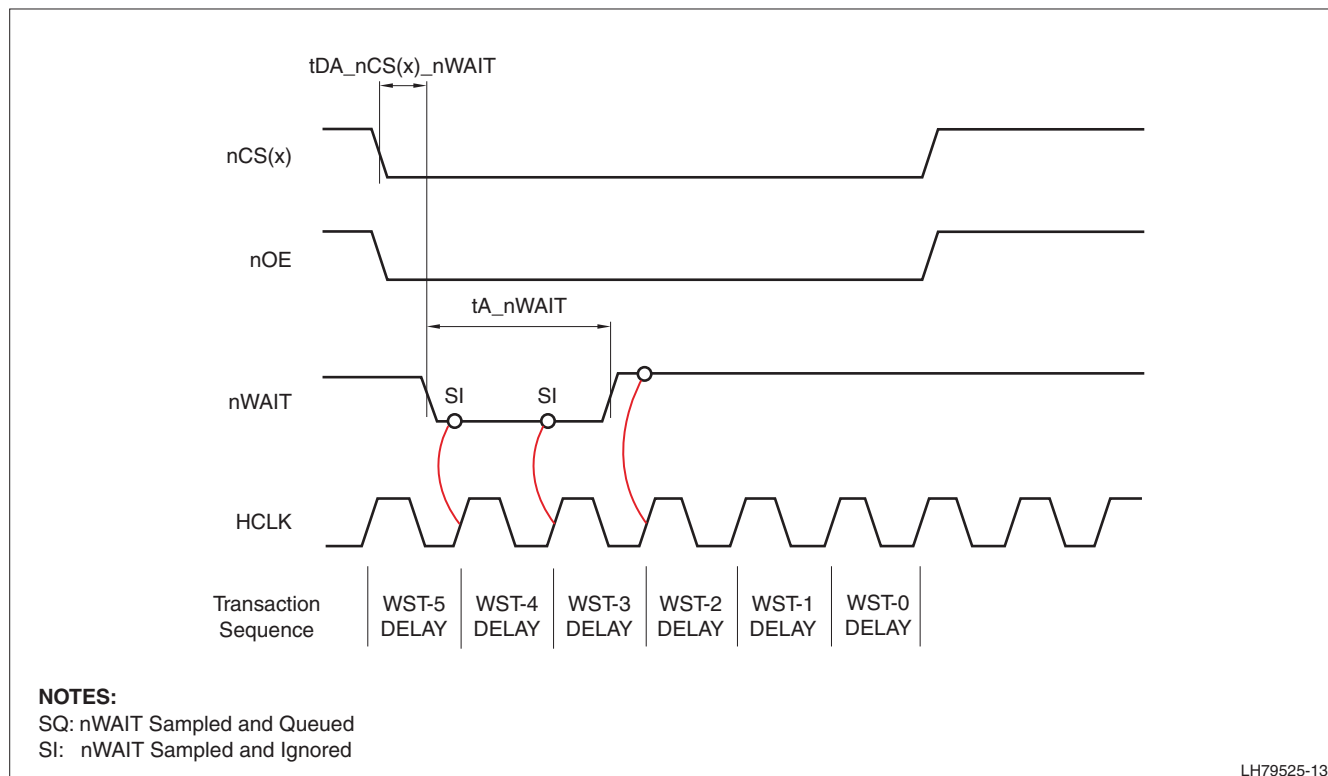 tDA_nCS(x)_nWAIT
nCS(x)
nOE
tA_nWAIT
nWAIT
SI
SI
HCLK
Transaction
Sequence
WST-5
DELAY
WST-4
DELAY
WST-3
DELAY
WST-2
DELAY
WST-1
DELAY
WST-0
DELAY
NOTES:
SQ: nWAIT Sampled and Queued
SI: nWAIT Sampled and Ignored
LH79525-13